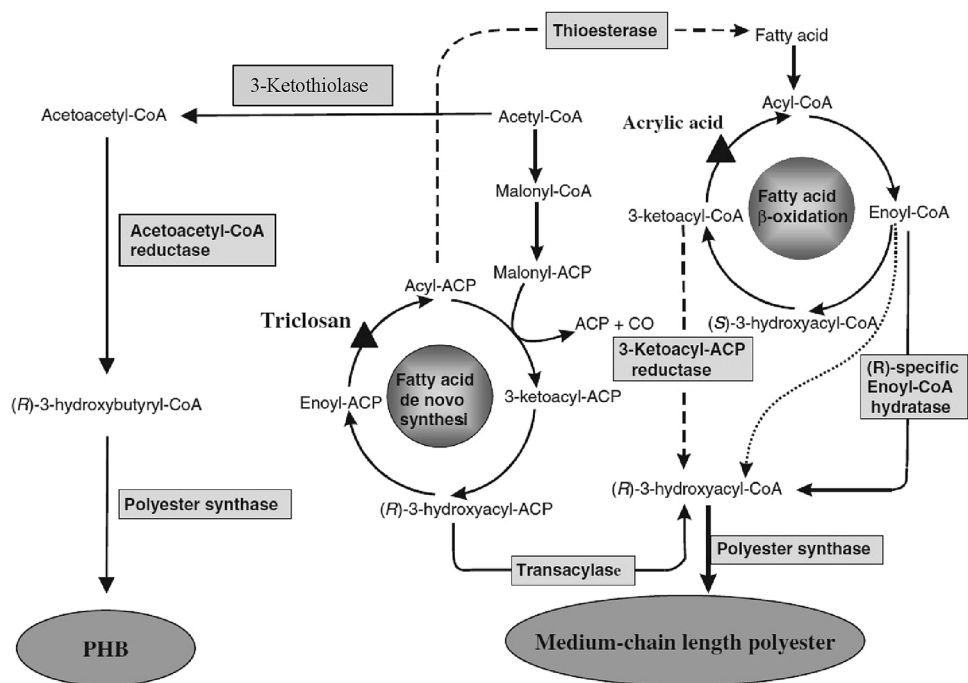 Thioesterase
Fatty acid
3-Ketothiolase
Acetoacetyl-CoA
Acetyl-CoA
Acyl-CoA
Acrylic acid
Malonyl-CoA
Fatty acid
β-oxidation
3-ketoacyl-CoA
Enoyl-CoA
Acetoacetyl-CoA
reductase
Malonyl-ACP
Acyl-ACP
(S)-3-hydroxyacyl-CoA
Triclosan
ACP + CO
3-Ketoacyl-ACP
reductase
(R)-specific
Enoyl-CoA
hydratase
Fatty acid
de novo
synthesi
Enoyl-ACP
3-ketoacyl-ACP
(R)-3-hydroxybutyryl-CoA
(R)-3-hydroxyacyl-CoA
Polyester synthase
(R)-3-hydroxyacyl-ACP
Polyester synthase
Transacylase
PHB
Medium-chain length polyester